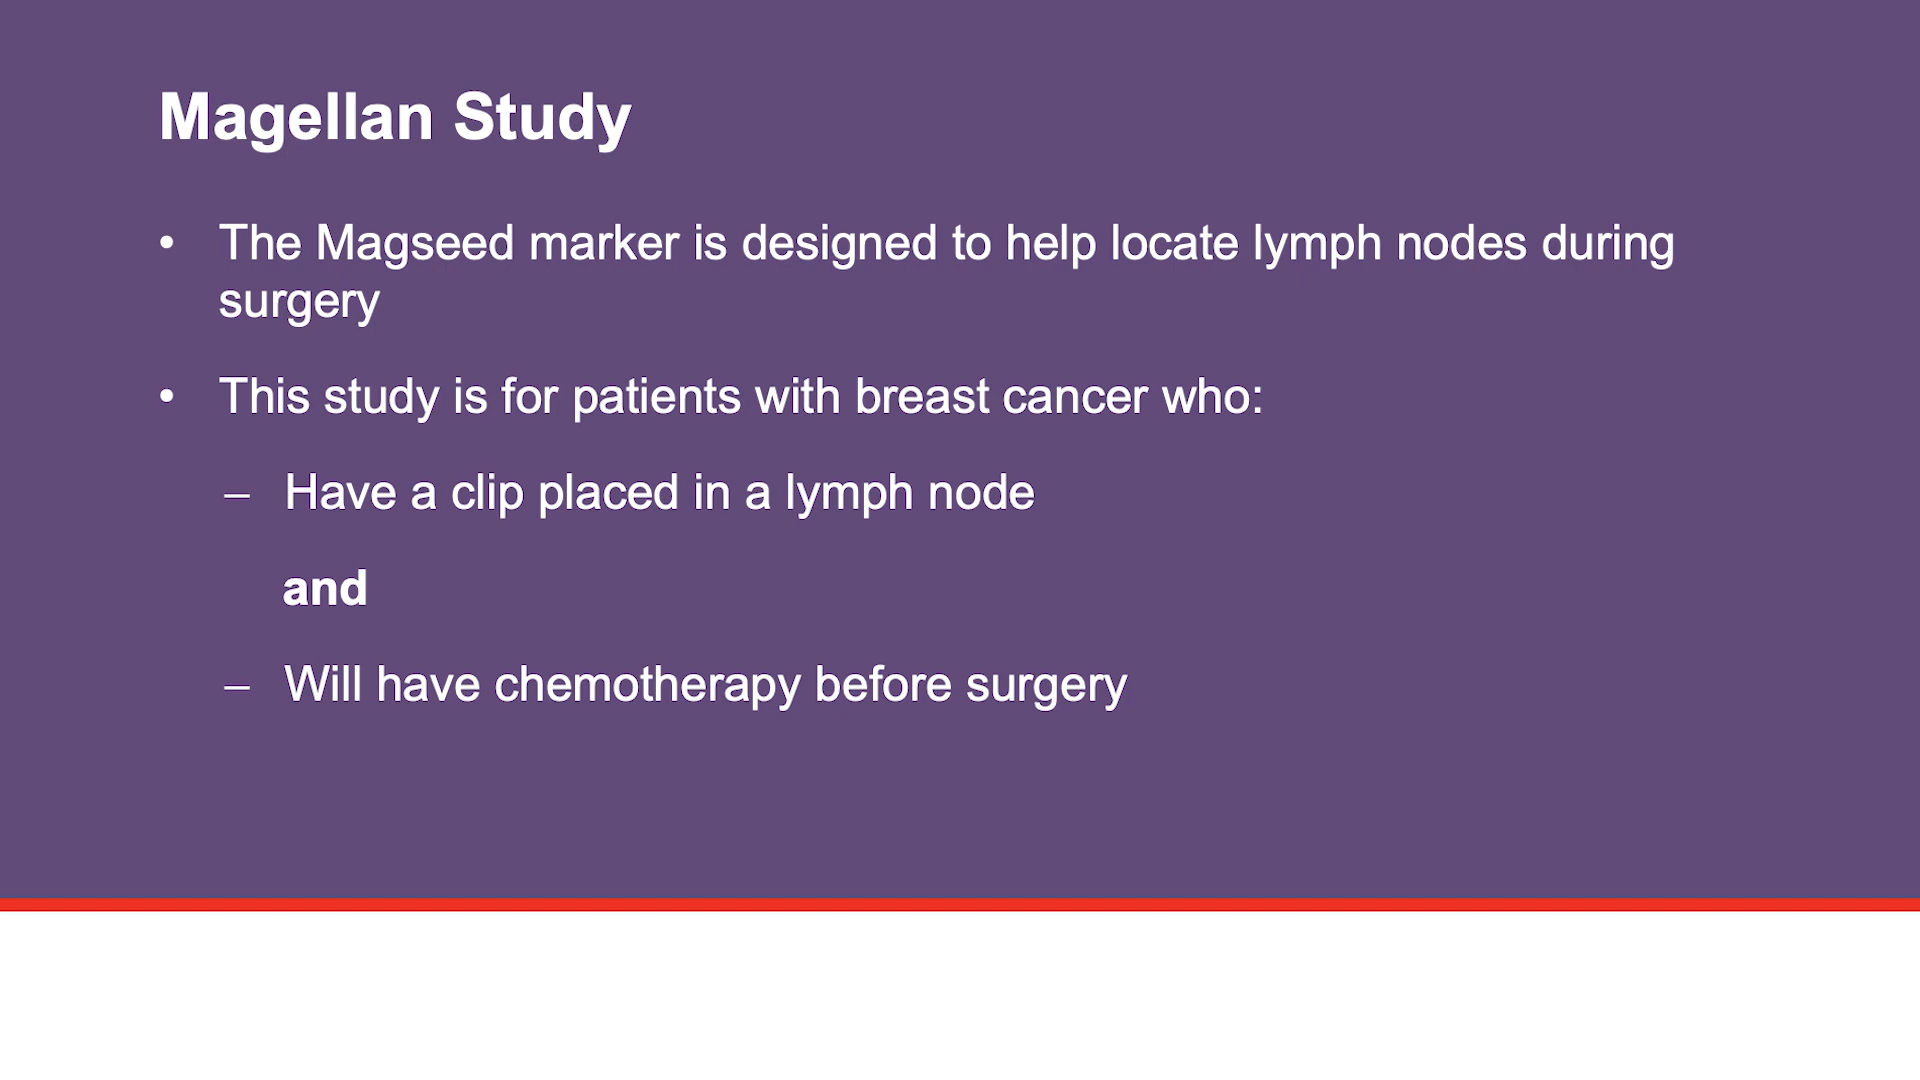 Magellan Study
• The Magseed marker is designed to help locate lymph nodes during
surgery
• This study is for patients with breast cancer who:
– Have a clip placed in a lymph node
and
– Will have chemotherapy before surgery